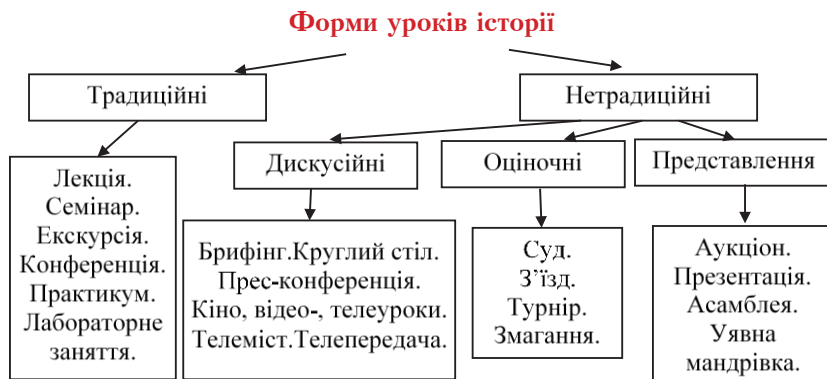 Форми уроків історії
Традиційні
Нетрадиційні
Дискусійні
Оціночні
Представлення
Лекція.
Семінар.
Екскурсія.
Конференція.
Практикум.
Лабораторне
заняття.
Брифінг.Круглий стіл.
Прес-конференція.
Кіно, відео-, телеуроки.
Телеміст.Телепередача.
Суд.
З’їзд.
Турнір.
Змагання.
Аукціон.
Презентація.
Асамблея.
Уявна
мандрівка.